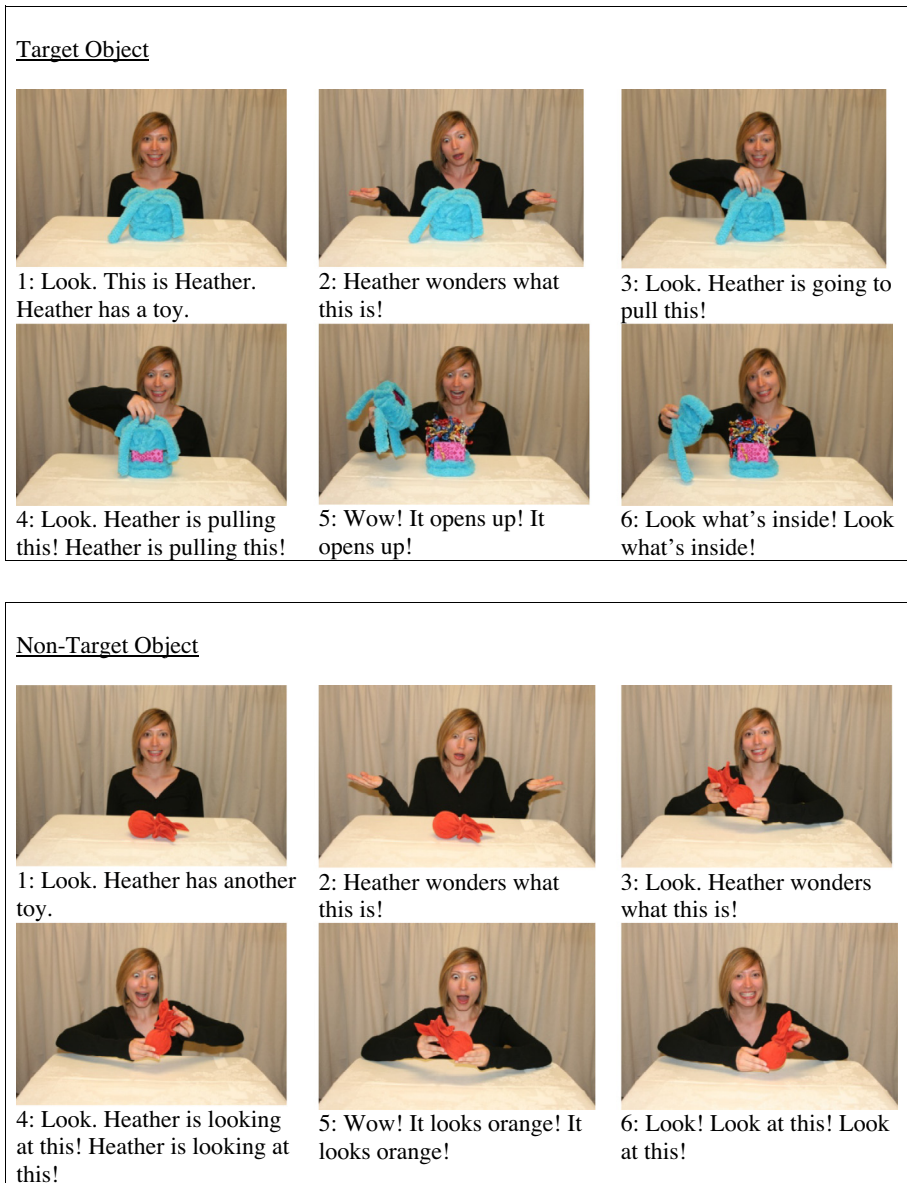 Target Object
1: Look. This is Heather.
Heather has a toy.
2: Heather wonders what
this is!
3: Look. Heather is going to
pull this!
4: Look. Heather is pulling
this! Heather is pulling this!
5: Wow! It opens up! It
opens up!
6: Look what's inside! Look
what's inside!
Non-Target Object
1: Look. Heather has another
toy.
2: Heather wonders what
this is!
3: Look. Heather wonders
what this is!
4: Look. Heather is looking
at this! Heather is looking at
this!
5: Wow! It looks orange! It
looks orange!
6: Look! Look at this! Look
at this!